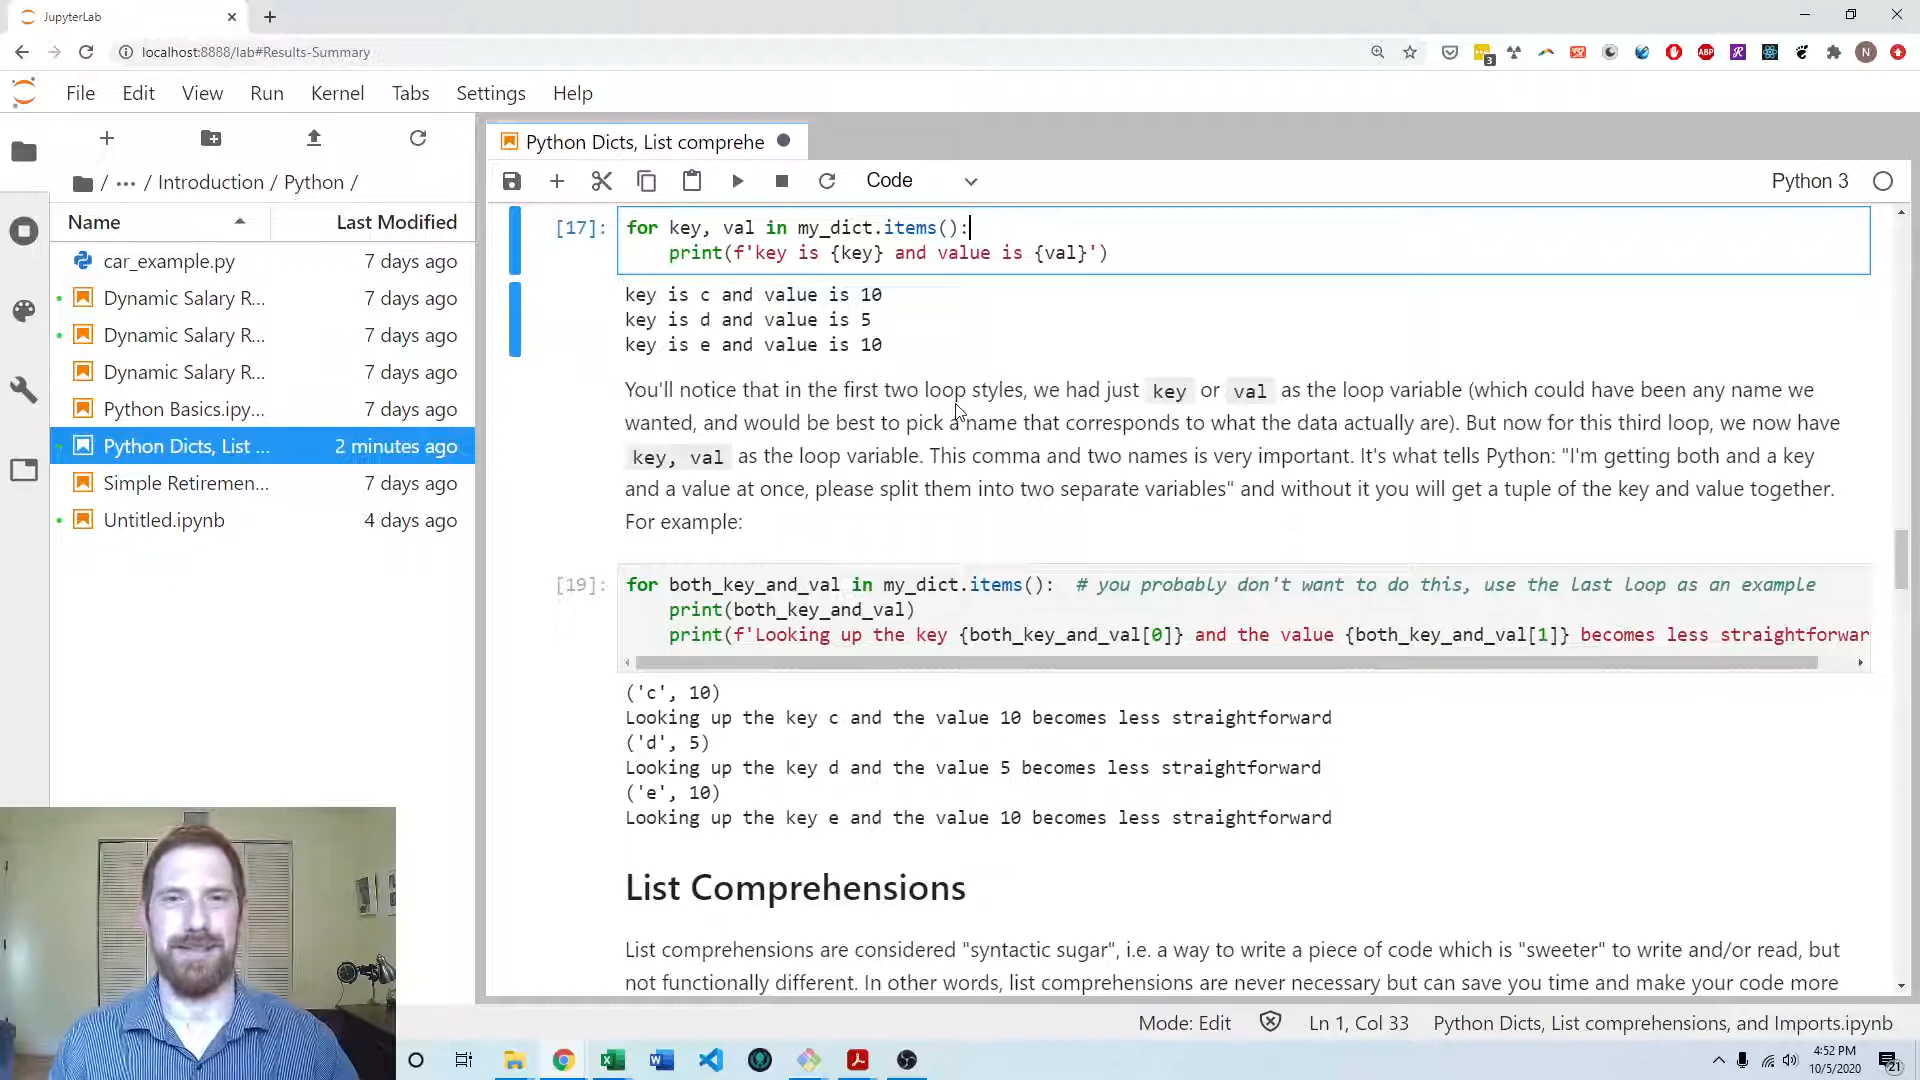 JupyterLab
localhost:8888/lab#Results-Summary
3
ABP
N
File Edit View Run Kernel Tabs Settings Help
Python Dicts, List comprehe
/ ··· / Introduction / Python /
Code
Python 3
Name Last Modified
car_example.py 7 days ago
Dynamic Salary R... 7 days ago
Dynamic Salary R... 7 days ago
Dynamic Salary R... 7 days ago
Python Basics.ipy... 7 days ago
Python Dicts, List ... 2 minutes ago
Simple Retiremen... 7 days ago
Untitled.ipynb 4 days ago
[17]: for key, val in my_dict.items():
print(f'key is {key} and value is {val}')
key is c and value is 10
key is d and value is 5
key is e and value is 10
You'll notice that in the first two loop styles, we had just key or val as the loop variable (which could have been any name we
wanted, and would be best to pick a name that corresponds to what the data actually are). But now for this third loop, we now have
key, val as the loop variable. This comma and two names is very important. It's what tells Python: "I'm getting both and a key
and a value at once, please split them into two separate variables" and without it you will get a tuple of the key and value together.
For example:
[19]: for both_key_and_val in my_dict.items():  # you probably don't want to do this, use the last loop as an example
print(both_key_and_val)
print(f'Looking up the key {both_key_and_val[0]} and the value {both_key_and_val[1]} becomes less straightforwar
('c', 10)
Looking up the key c and the value 10 becomes less straightforward
('d', 5)
Looking up the key d and the value 5 becomes less straightforward
('e', 10)
Looking up the key e and the value 10 becomes less straightforward
List Comprehensions
List comprehensions are considered "syntactic sugar", i.e. a way to write a piece of code which is "sweeter" to write and/or read, but
not functionally different. In other words, list comprehensions are never necessary but can save you time and make your code more
Mode: Edit Ln 1, Col 33 Python Dicts, List comprehensions, and Imports.ipynb
4:52 PM
10/5/2020
21